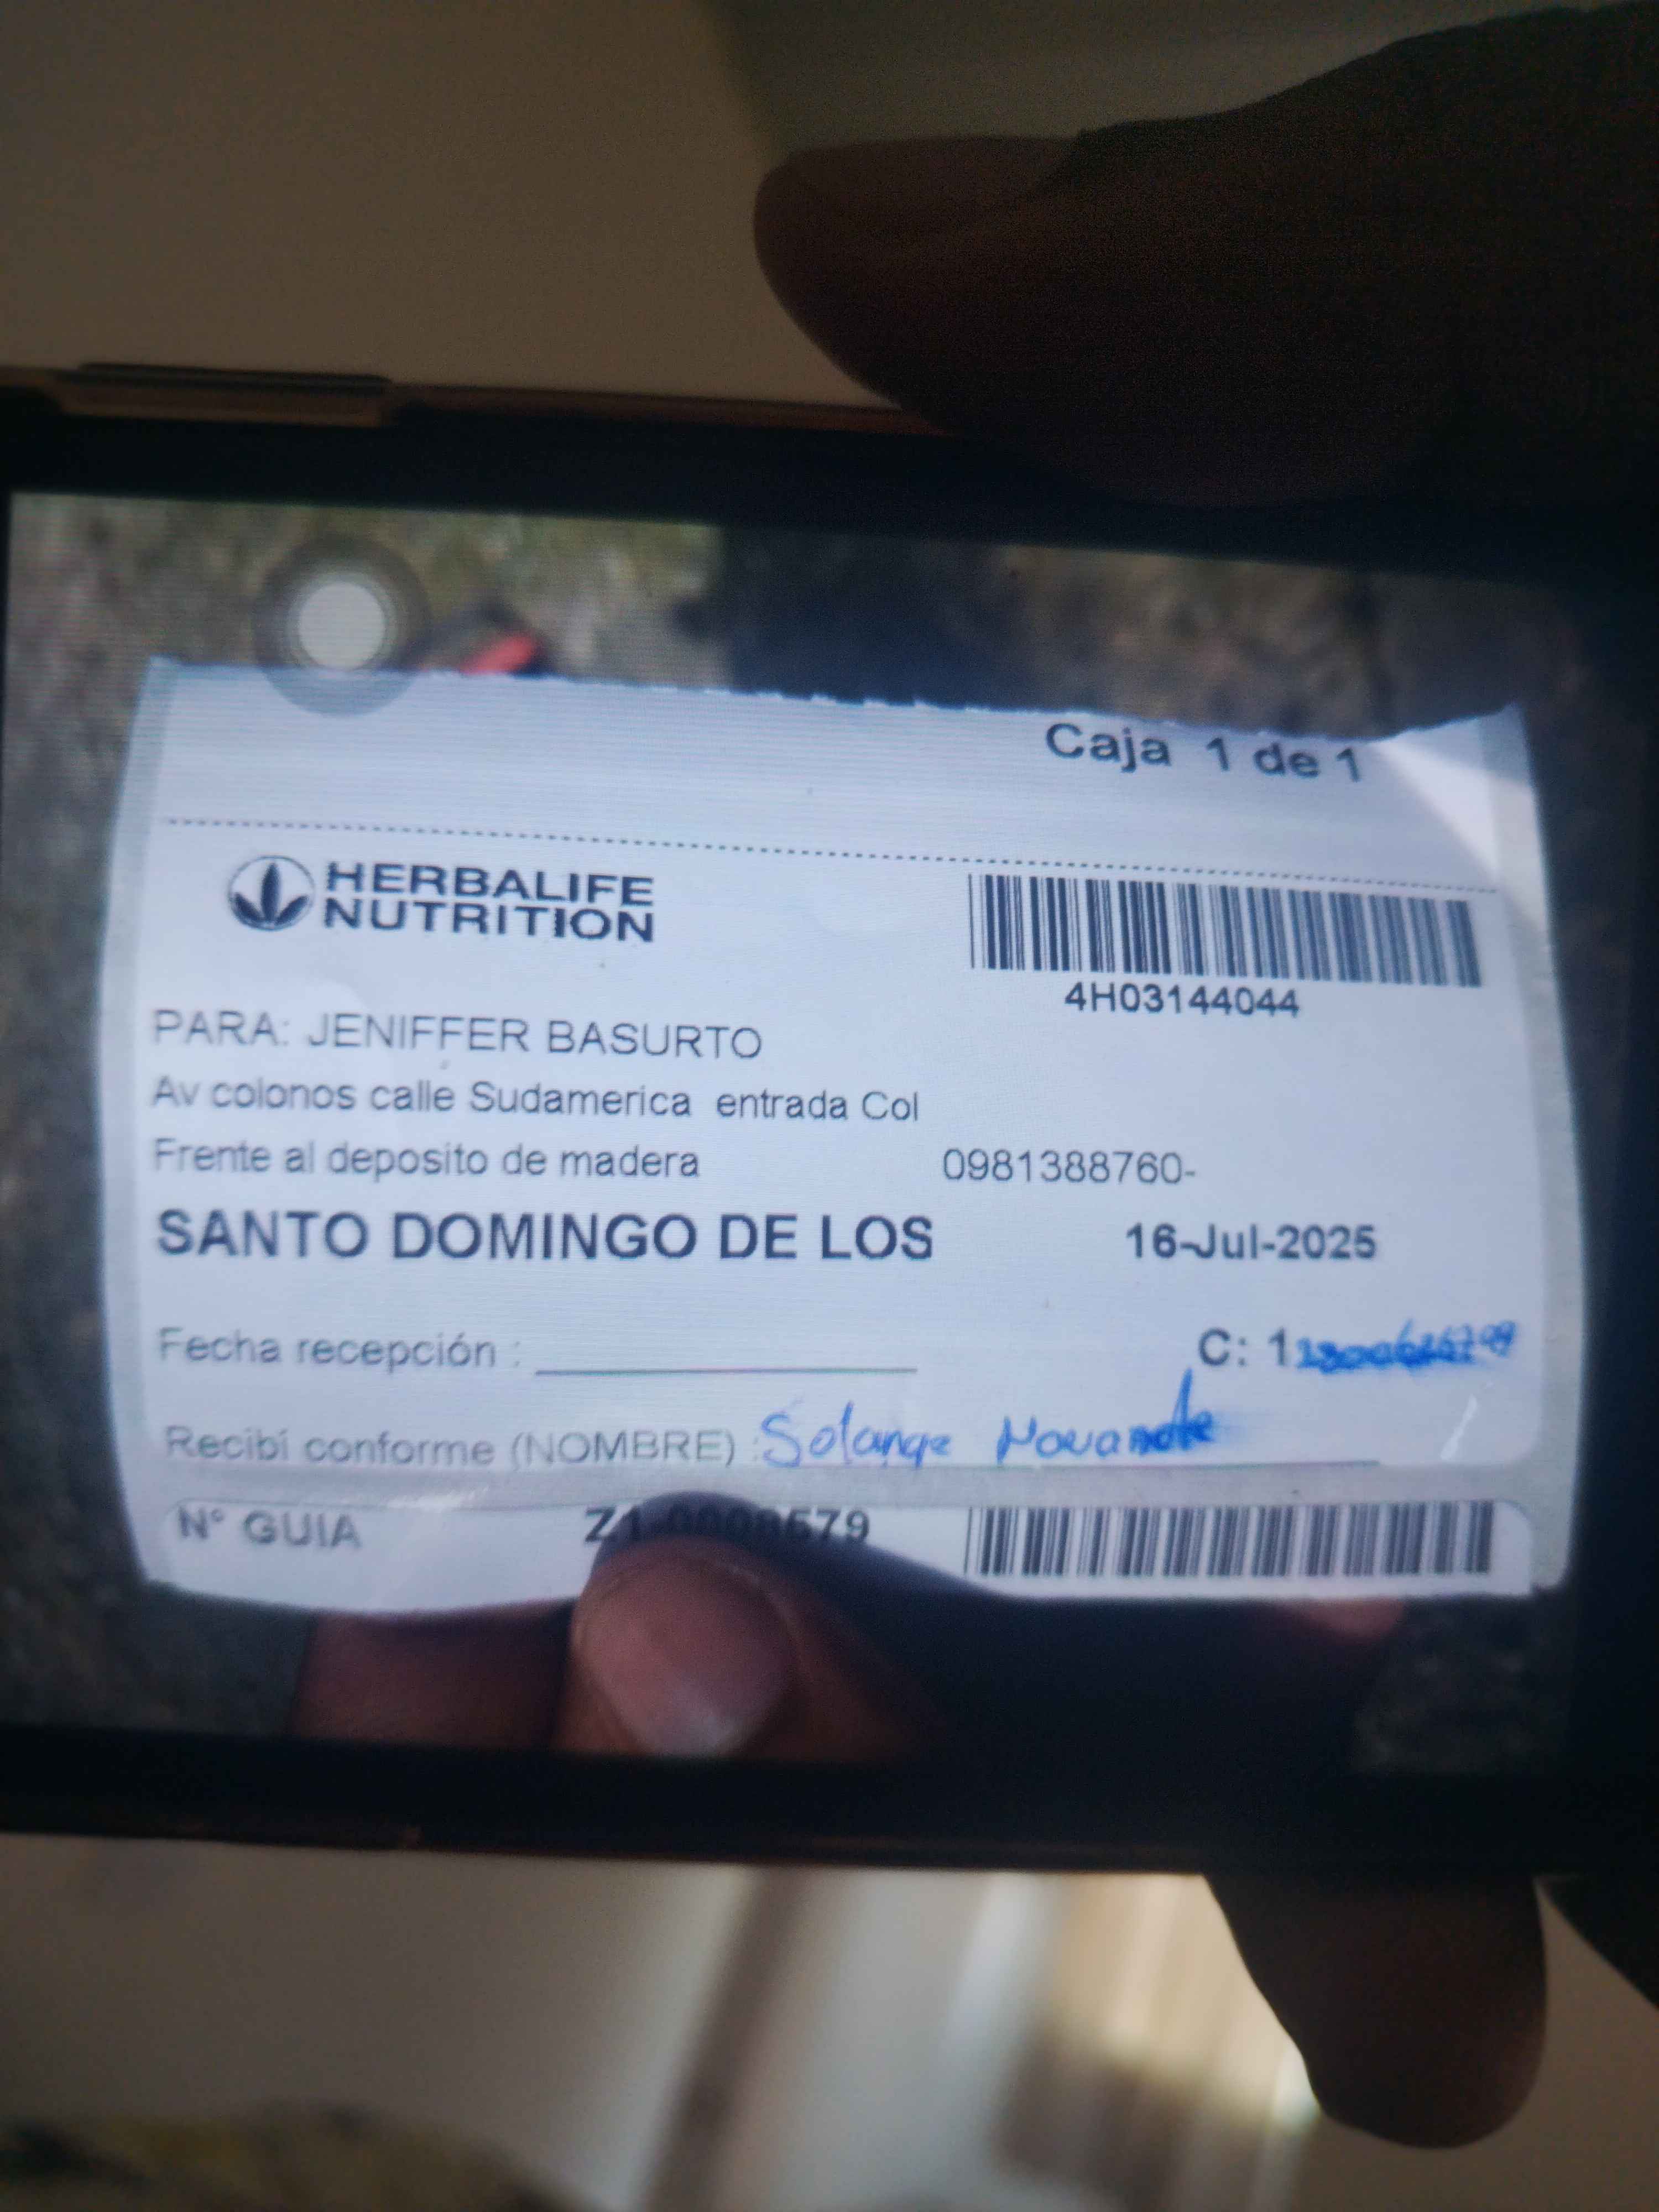 Caja 1 de 1
HERBALIFE
NUTRITION
4H03144044
PARA: JENIFFER BASURTO
Av colonos calle Sudamerica entrada Col
Frente al deposito de madera 0981388760-
SANTO DOMINGO DE LOS 16-Jul-2025
Fecha recepción : C: 1
Recibi conforme (NOMBRE) : Solange
N° GUIA